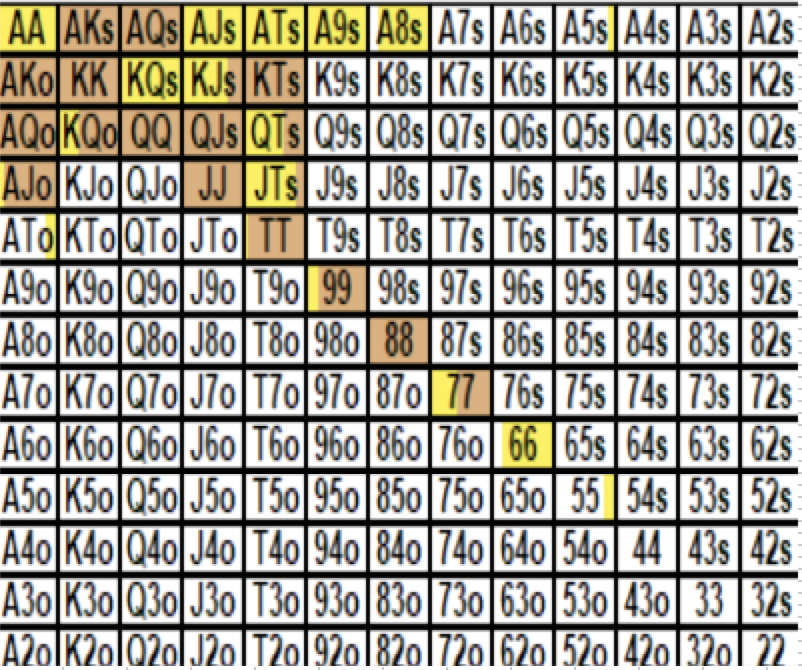 AA AKs AQs AJs ATs A9s A8s A7s A6s A5s A4s A3s A2s
AKo KK KQs KJs KTs K9s K8s K7s K6s K5s K4s K3s K2s
AQo KQo QQ QJs QTs Q9s Q8s Q7s Q6s Q5s Q4s Q3s Q2s
AJo KJo QJo JJ JTs J9s J8s J7s J6s J5s J4s J3s J2s
ATo KTo QTo JTo TT T9s T8s T7s T6s T5s T4s T3s T2s
A9o K9o Q9o J9o T9o 99 98s 97s 96s 95s 94s 93s 92s
A8o K8o Q8o J8o T8o 98o 88 87s 86s 85s 84s 83s 82s
A7o K7o Q7o J7o T7o 97o 87o 77 76s 75s 74s 73s 72s
A6o K6o Q6o J6o T6o 96o 86o 76o 66 65s 64s 63s 62s
A5o K5o Q5o J5o T5o 95o 85o 75o 65o 55 54s 53s 52s
A4o K4o Q4o J4o T4o 94o 84o 74o 64o 54o 44 43s 42s
A3o K3o Q3o J3o T3o 93o 83o 73o 63o 53o 43o 33 32s
A2o K2o Q2o J2o T2o 92o 82o 72o 62o 52o 42o 32o 22